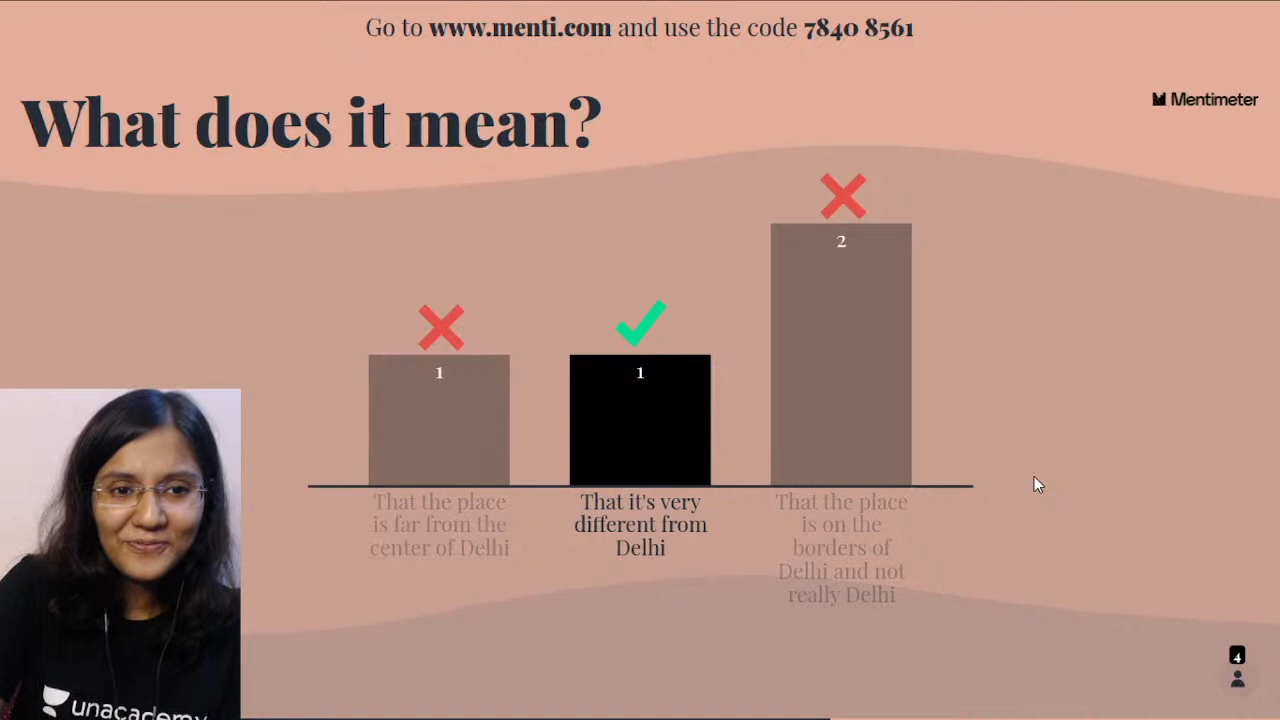 Go to www.menti.com and use the code 7840 8561
What does it mean?
Mentimeter
2
1
1
That the place
is far from the
center of Delhi
That it's very
different from
Delhi
That the place
is on the
borders of
Delhi and not
really Delhi
4
unacademy